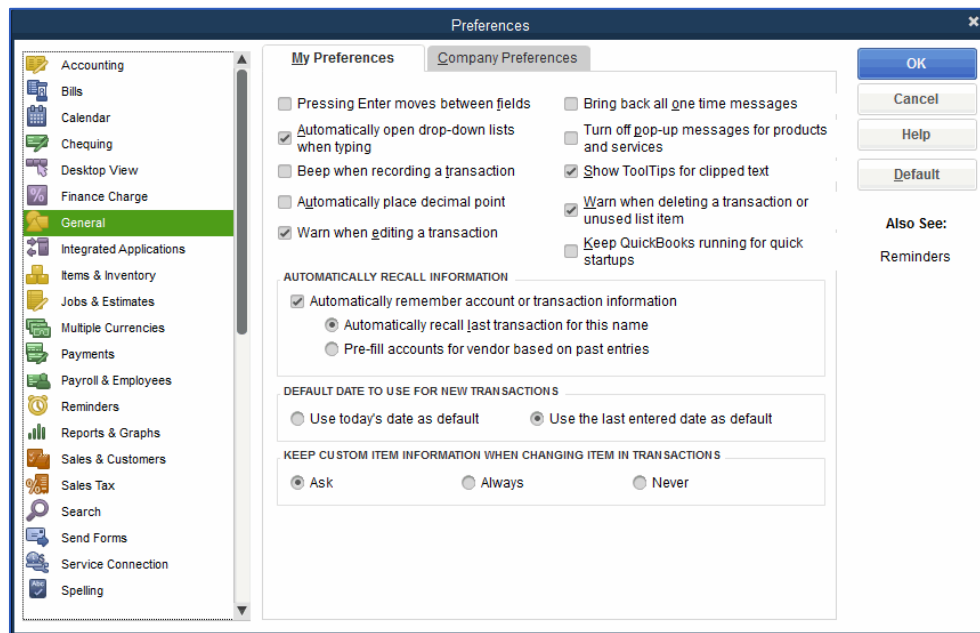 Preferences
Accounting
Bills
Calendar
Chequing
Desktop View
Finance Charge
General
Integrated Applications
Items & Inventory
Jobs & Estimates
Multiple Currencies
Payments
Payroll & Employees
Reminders
Reports & Graphs
Sales & Customers
Sales Tax
Search
Send Forms
Service Connection
Abc
Spelling
My Preferences
Company Preferences
Pressing Enter moves between fields
Automatically open drop-down lists
when typing
Beep when recording a transaction
Automatically place decimal point
Warn when editing a transaction
Bring back all one time messages
Turn off pop-up messages for products
and services
Show ToolTips for clipped text
Warn when deleting a transaction or
unused list item
Keep QuickBooks running for quick
startups
AUTOMATICALLY RECALL INFORMATION
Automatically remember account or transaction information
Automatically recall last transaction for this name
Pre-fill accounts for vendor based on past entries
DEFAULT DATE TO USE FOR NEW TRANSACTIONS
Use today's date as default
Use the last entered date as default
KEEP CUSTOM ITEM INFORMATION WHEN CHANGING ITEM IN TRANSACTIONS
Ask
Always
Never
OK
Cancel
Help
Default
Also See:
Reminders